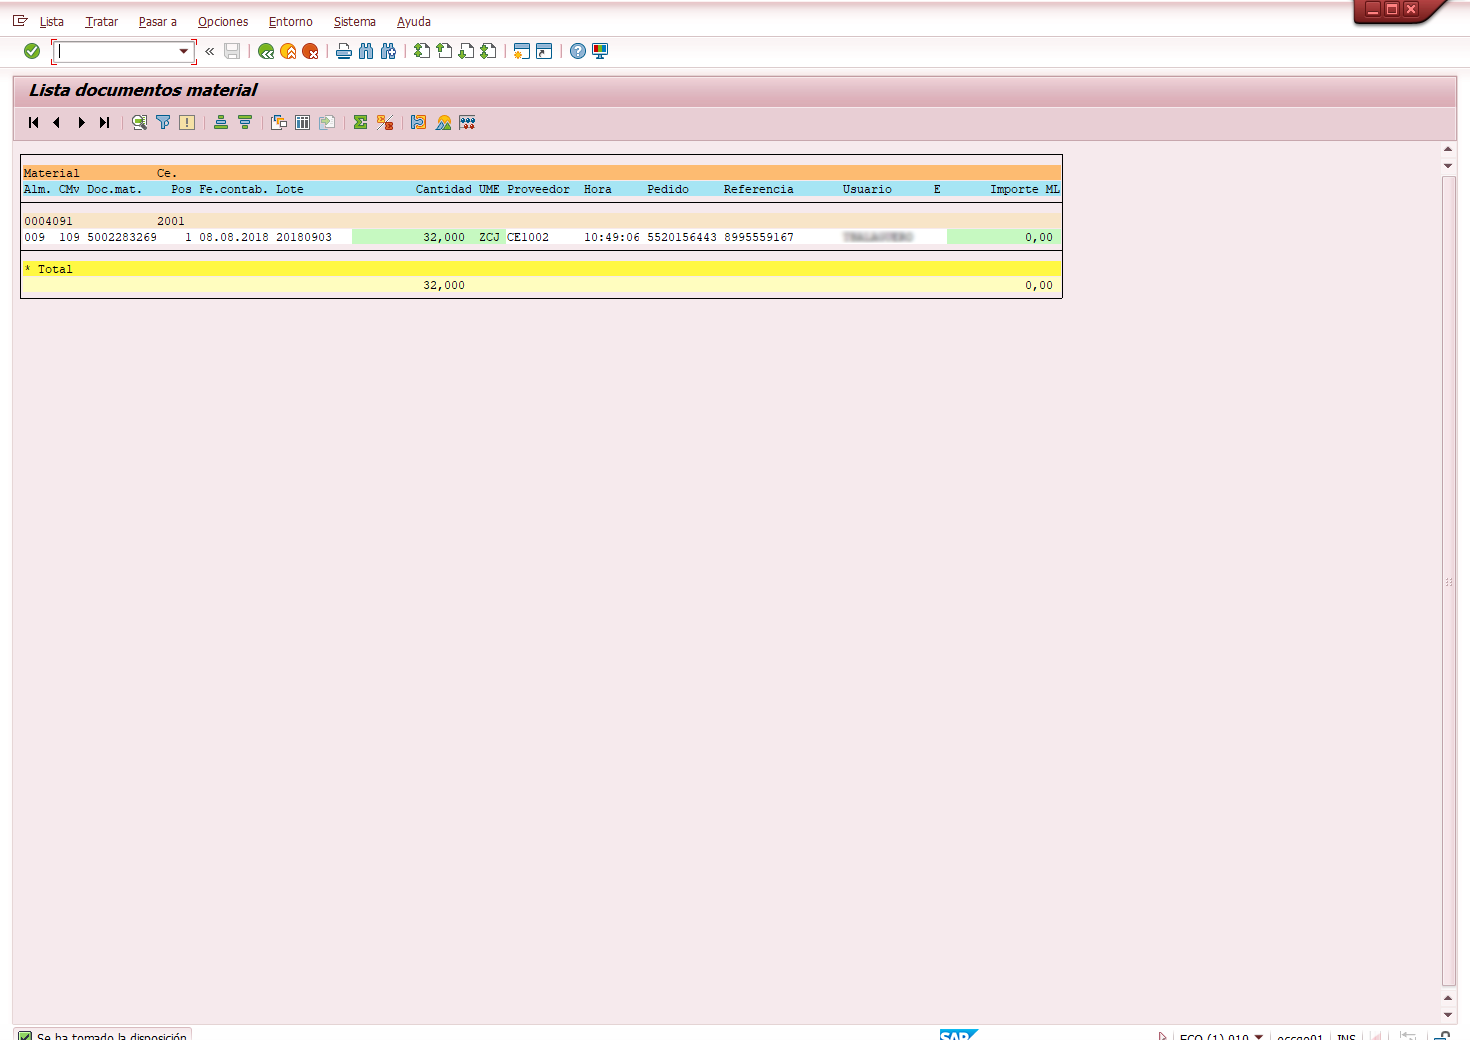 Lista Tratar Pasar a Opciones Entorno Sistema Ayuda
Lista documentos material
Material Ce.
Alm. CMv Doc.mat. Pos Fe.contab. Lote Cantidad UME Proveedor Hora Pedido Referencia Usuario E Importe ML
0004091 2001
009 109 5002283269 1 08.08.2018 20180903 32,000 ZCJ CE1002 10:49:06 5520156443 8995559167 0,00
* Total
32,000 0,00
Se ha tomado la disposición SAP ECQ (1) 010 INS